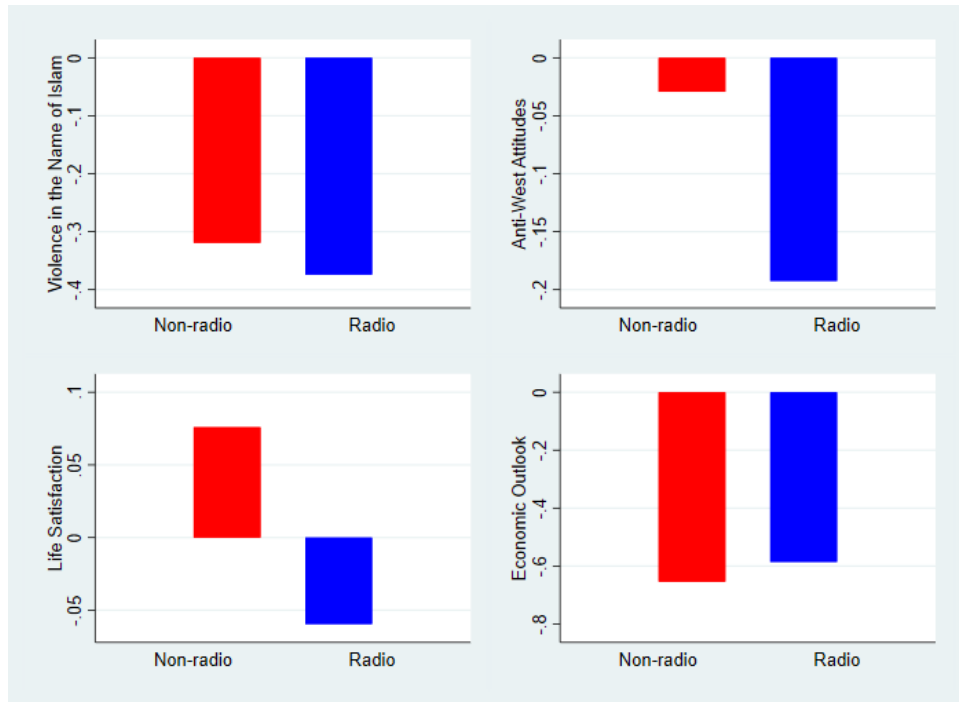 Violence in the Name of Islam
0
-.1
-.2
-.3
-.4
Non-radio Radio
Anti-West Attitudes
0
-.05
-.1
-.15
-.2
Non-radio Radio
Life Satisfaction
.1
.05
0
-.05
Non-radio Radio
Economic Outlook
0
-.2
-.4
-.6
-.8
Non-radio Radio